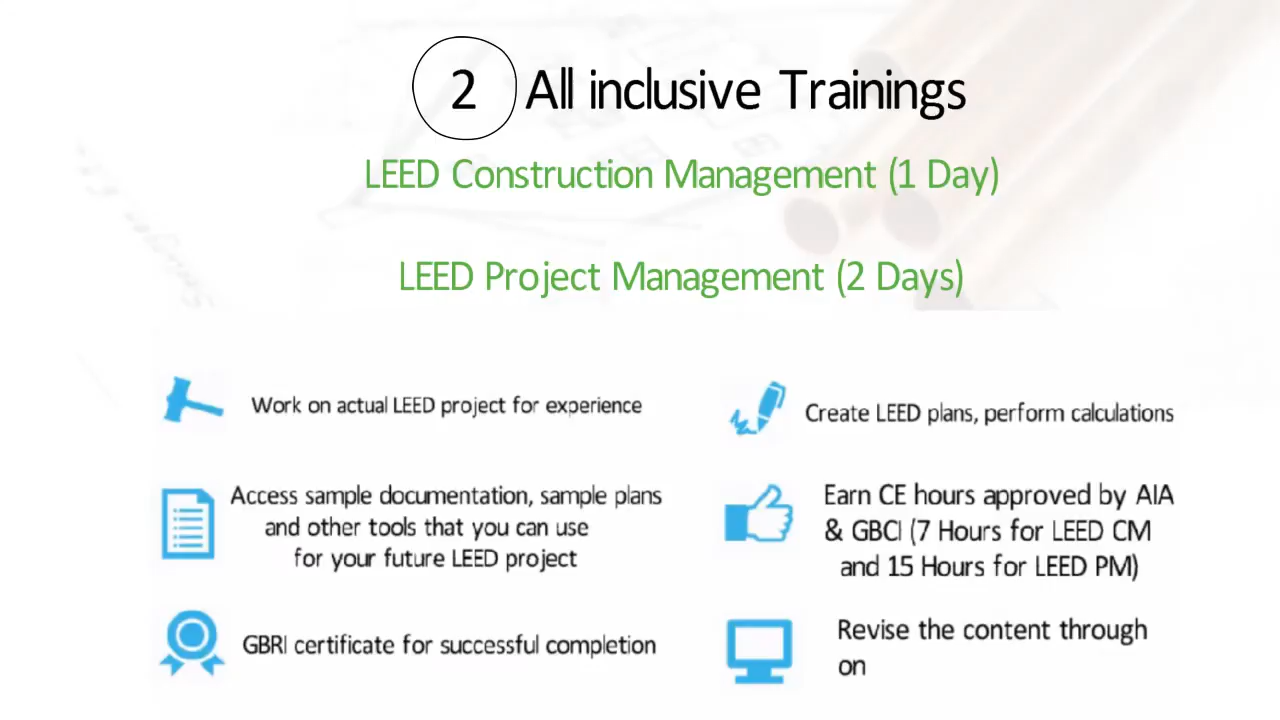 2 All inclusive Trainings
LEED Construction Management (1 Day)
LEED Project Management (2 Days)
Work on actual LEED project for experience
Create LEED plans, perform calculations
Access sample documentation, sample plans
and other tools that you can use
for your future LEED project
Earn CE hours approved by AIA
& GBCI (7 Hours for LEED CM
and 15 Hours for LEED PM)
GBRI certificate for successful completion
Revise the content through
on